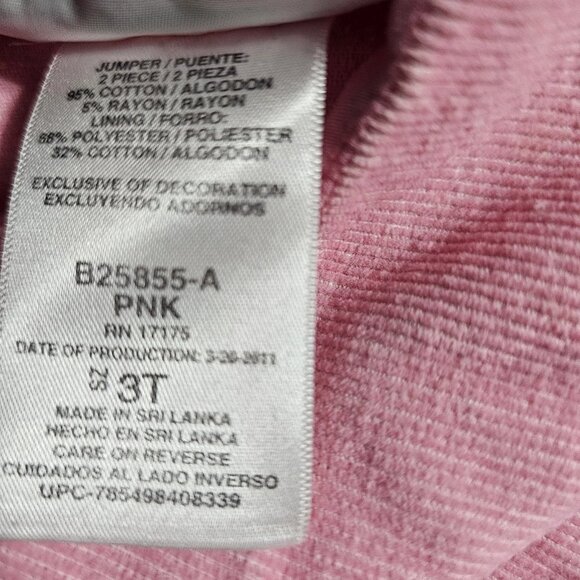 JUMPER / PUENTE:
2 PIECE / 2 PIEZA
95% COTTON / ALGODON
5% RAYON / RAYON
LINING / FORRO:
68% POLYESTER / POLIESTER
32% COTTON / ALGODON
EXCLUSIVE OF DECORATION
EXCLUYENDO ADORNOS
B25855-A
PNK
RN 17175
DATE OF PRODUCTION: 3-20-2011
SZ 3T
MADE IN SRI LANKA
HECHO EN SRI LANKA
CARE ON REVERSE
CUIDADOS AL LADO INVERSO
UPC-785498408339